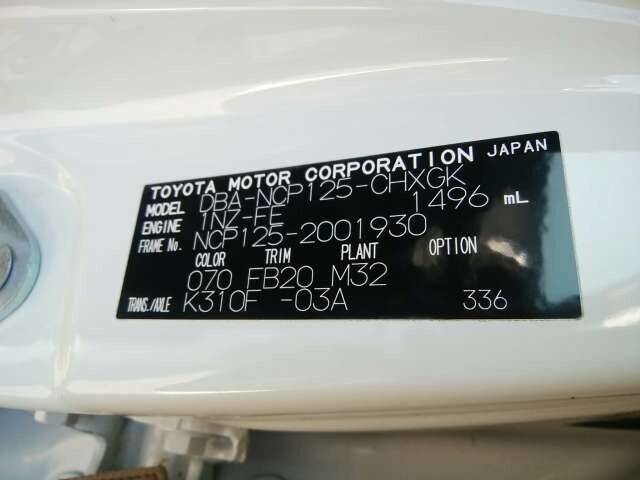 TOYOTA MOTOR CORPORATION JAPAN
MODEL DBA-NCP125-CHXGK
ENGINE 1NZ-FE 1496 mL
FRAME No. NCP125-2001930
COLOR TRIM PLANT OPTION
070 EB20 M32
TRANS./AXLE K310F -03A 336